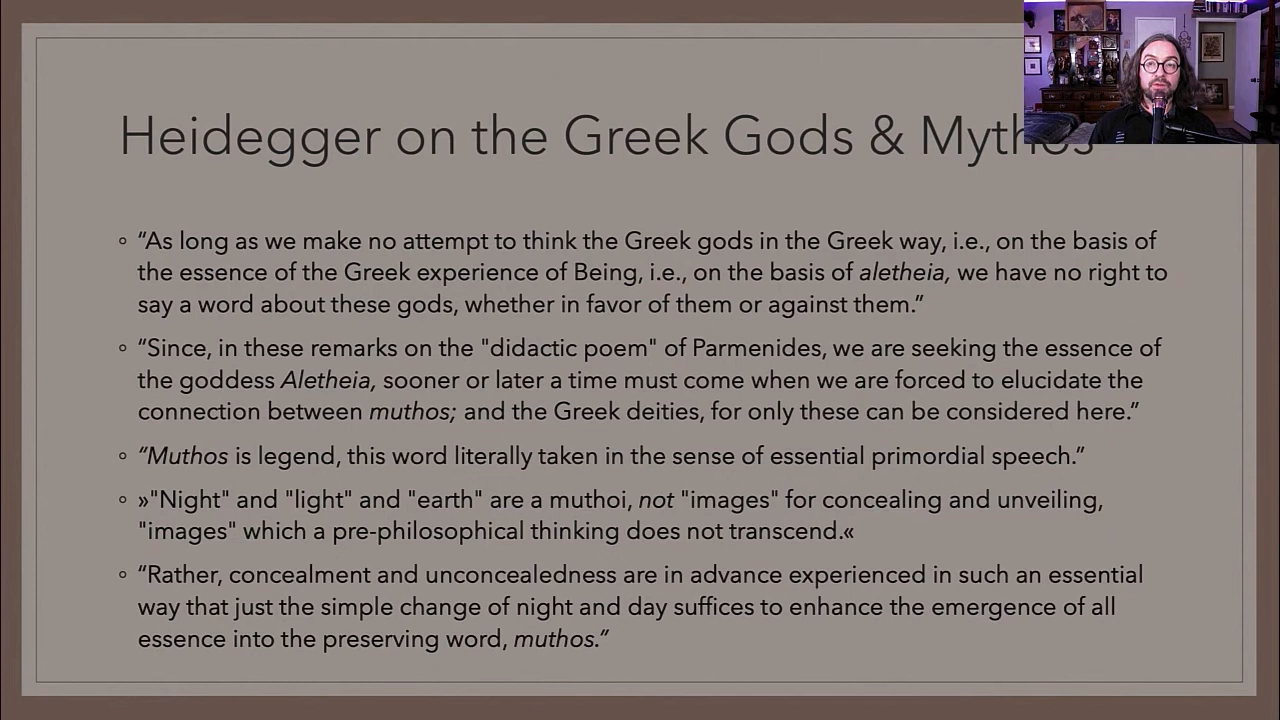 Heidegger on the Greek Gods & Mythos
◦ “As long as we make no attempt to think the Greek gods in the Greek way, i.e., on the basis of
the essence of the Greek experience of Being, i.e., on the basis of aletheia, we have no right to
say a word about these gods, whether in favor of them or against them.”
◦ “Since, in these remarks on the "didactic poem" of Parmenides, we are seeking the essence of
the goddess Aletheia, sooner or later a time must come when we are forced to elucidate the
connection between muthos; and the Greek deities, for only these can be considered here.”
◦ “Muthos is legend, this word literally taken in the sense of essential primordial speech.”
◦ »"Night" and "light" and "earth" are a muthoi, not "images" for concealing and unveiling,
"images" which a pre-philosophical thinking does not transcend.«
◦ “Rather, concealment and unconcealedness are in advance experienced in such an essential
way that just the simple change of night and day suffices to enhance the emergence of all
essence into the preserving word, muthos.”